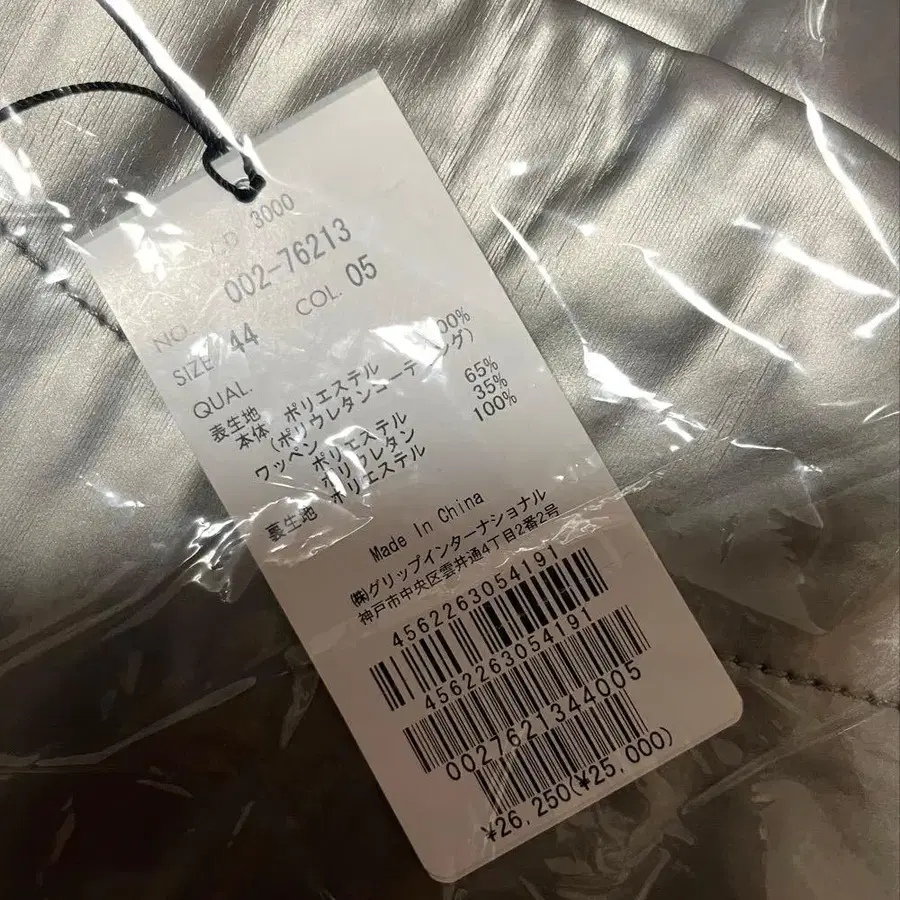 CD 3000
NO. 002-76213
SIZE 44 COL. 05
QUAL.
表生地
本体 ポリエステル 100%
(ポリウレタンコーティング)
ワッペン ポリエステル 65%
ポリウレタン 35%
裏生地 ポリエステル 100%
Made In China
㈱グリップインターナショナル
神戸市中央区雲井通4丁目2番2号
4562263054191
4562263054191
0027621344005
¥26,250(¥25,000)